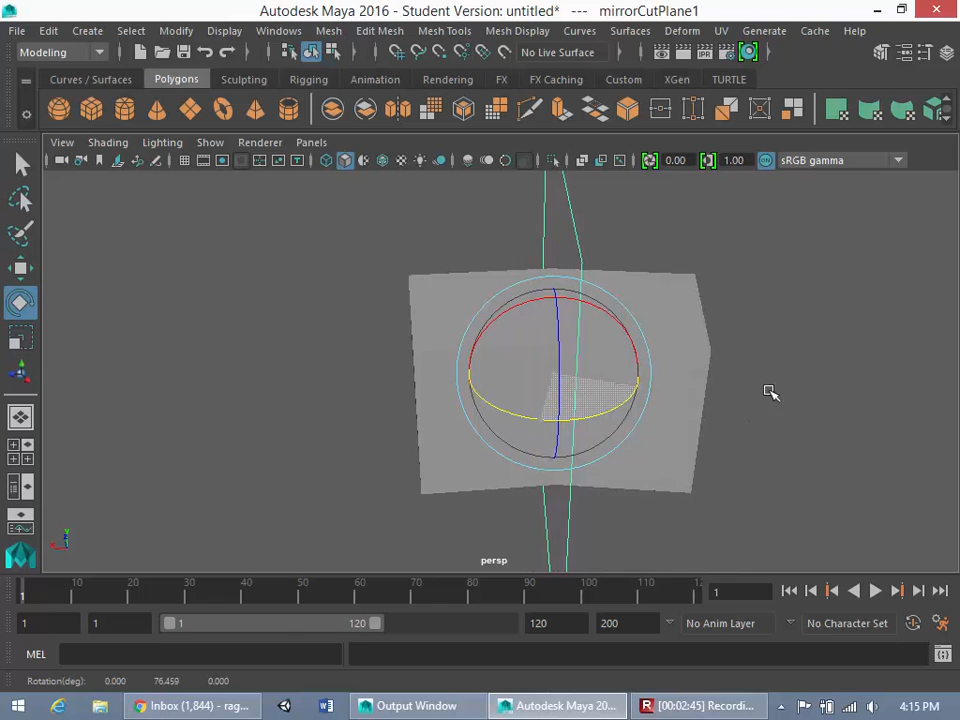 Autodesk Maya 2016 - Student Version: untitled*   ---   mirrorCutPlane1
File Edit Create Select Modify Display Windows Mesh Edit Mesh Mesh Tools Mesh Display Curves Surfaces Deform UV Generate Cache Help
Modeling No Live Surface
Curves / Surfaces Polygons Sculpting Rigging Animation Rendering FX FX Caching Custom XGen TURTLE
View Shading Lighting Show Renderer Panels
0.00 1.00 ON sRGB gamma
persp
1 10 20 30 40 50 60 70 80 90 100 110 12 1
1 1 1 120 120 200 No Anim Layer No Character Set
MEL
Rotation(deg): 0.000 76.459 0.000
Inbox (1,844) - rag... Output Window Autodesk Maya 20... [00:02:45] Recordi... 4:15 PM